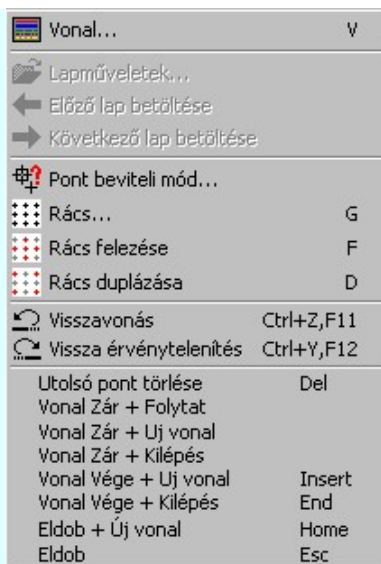 Vonal... V
Lapműveletek...
Előző lap betöltése
Következő lap betöltése
Pont beviteli mód...
Rács... G
Rács felezése F
Rács duplázása D
Visszavonás Ctrl+Z,F11
Vissza érvénytelenítés Ctrl+Y,F12
Utolsó pont törlése Del
Vonal Zár + Folytat
Vonal Zár + Uj vonal
Vonal Zár + Kilépés
Vonal Vége + Uj vonal Insert
Vonal Vége + Kilépés End
Eldob + Új vonal Home
Eldob Esc